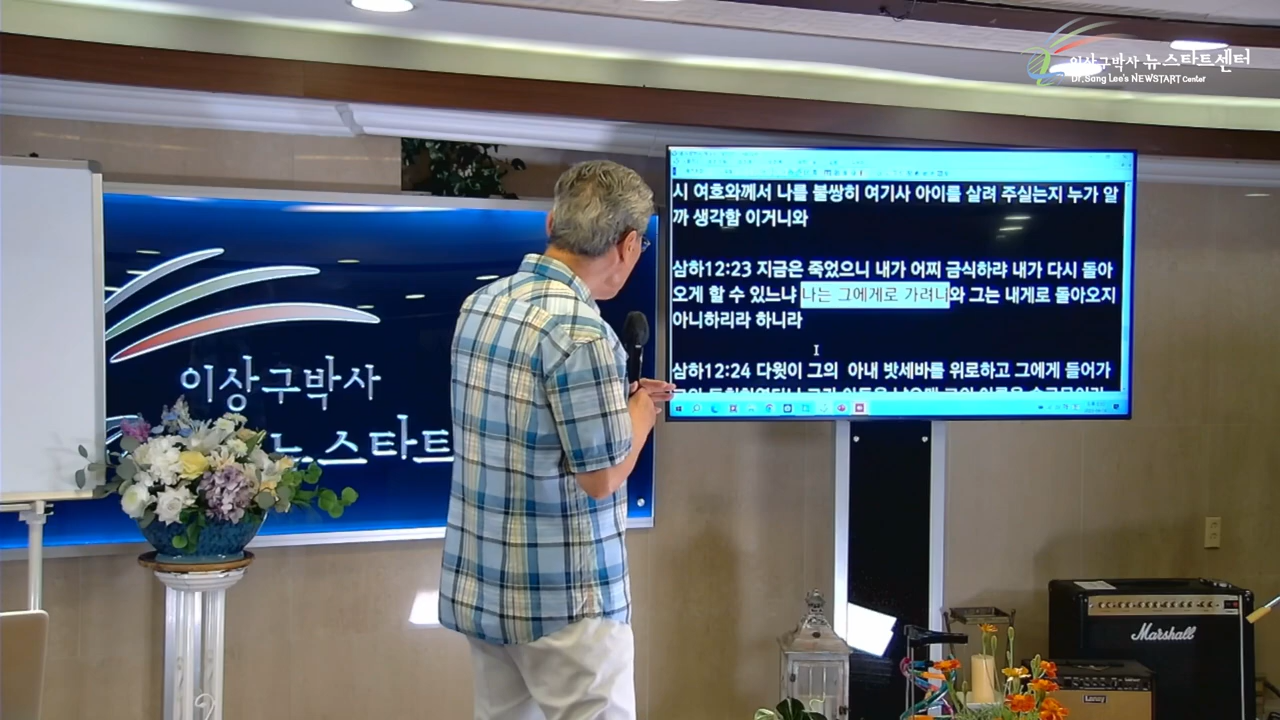 이상구박사 뉴스타트센터
Dr.Sang Lee's NEWSTART Center
시 여호와께서 나를 불쌍히 여기사 아이를 살려 주실는지 누가 알
까 생각함 이거니와
삼하12:23 지금은 죽었으니 내가 어찌 금식하랴 내가 다시 돌아
오게 할 수 있느냐 나는 그에게로 가려니와 그는 내게로 돌아오지
아니하리라 하니라
삼하12:24 다윗이 그의 아내 밧세바를 위로하고 그에게 들어가
이상구박사
뉴스타트
Marshall
Laney